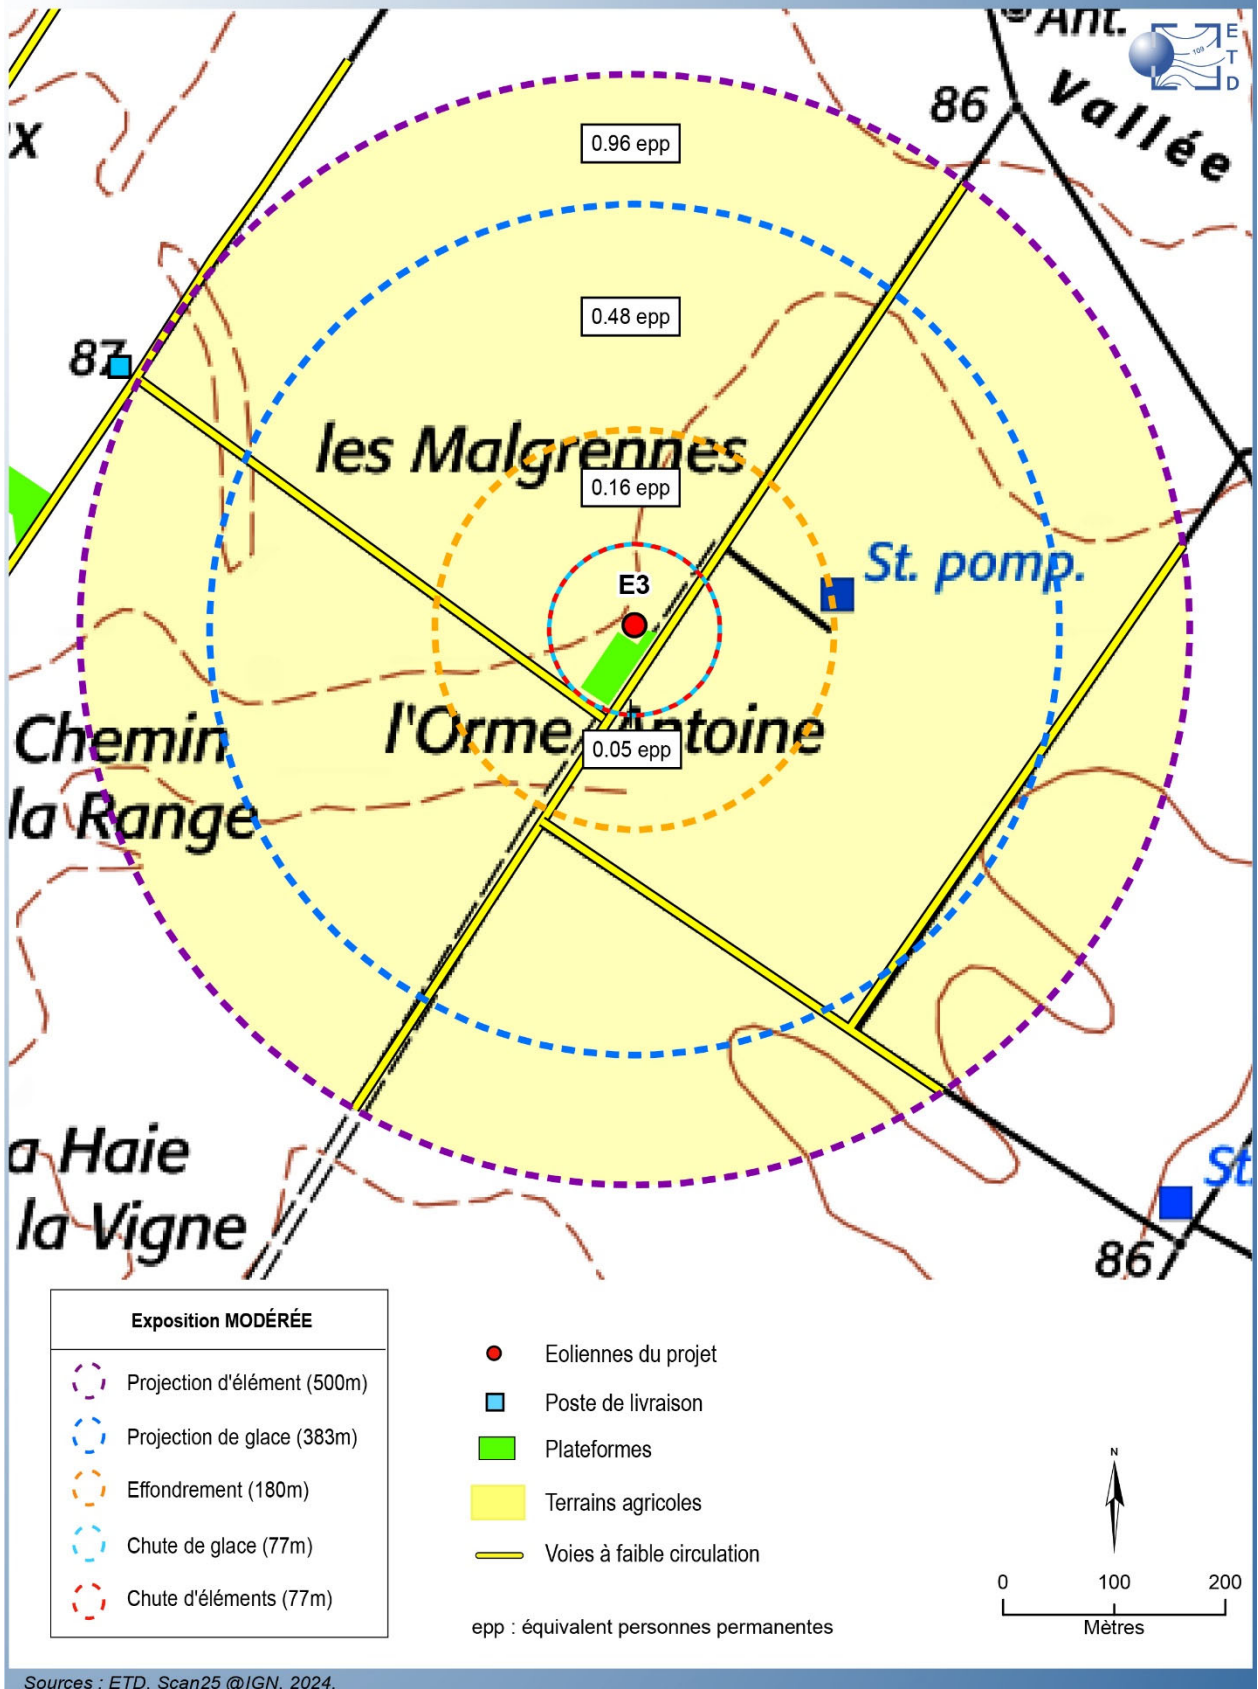 Ant.
E
T
D
109
86
Vallée
x
0.96 epp
0.48 epp
87
les Malgrennes
0.16 epp
St. pomp.
E3
Chemin
l'Orme Antoine
0.05 epp
la Range
a Haie
la Vigne
St.
86
Exposition MODÉRÉE
Projection d'élément (500m)
Projection de glace (383m)
Effondrement (180m)
Chute de glace (77m)
Chute d'éléments (77m)
Eoliennes du projet
Poste de livraison
Plateformes
Terrains agricoles
Voies à faible circulation
epp : équivalent personnes permanentes
N
0 100 200
Mètres
Sources : ETD, Scan25 @IGN, 2024.